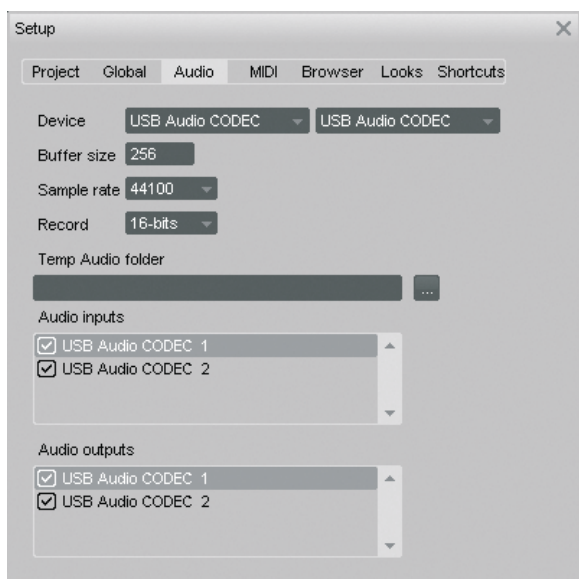 Setup
Project Global Audio MIDI Browser Looks Shortcuts
Device USB Audio CODEC USB Audio CODEC
Buffer size 256
Sample rate 44100
Record 16-bits
Temp Audio folder
...
Audio inputs
USB Audio CODEC 1
USB Audio CODEC 2
Audio outputs
USB Audio CODEC 1
USB Audio CODEC 2